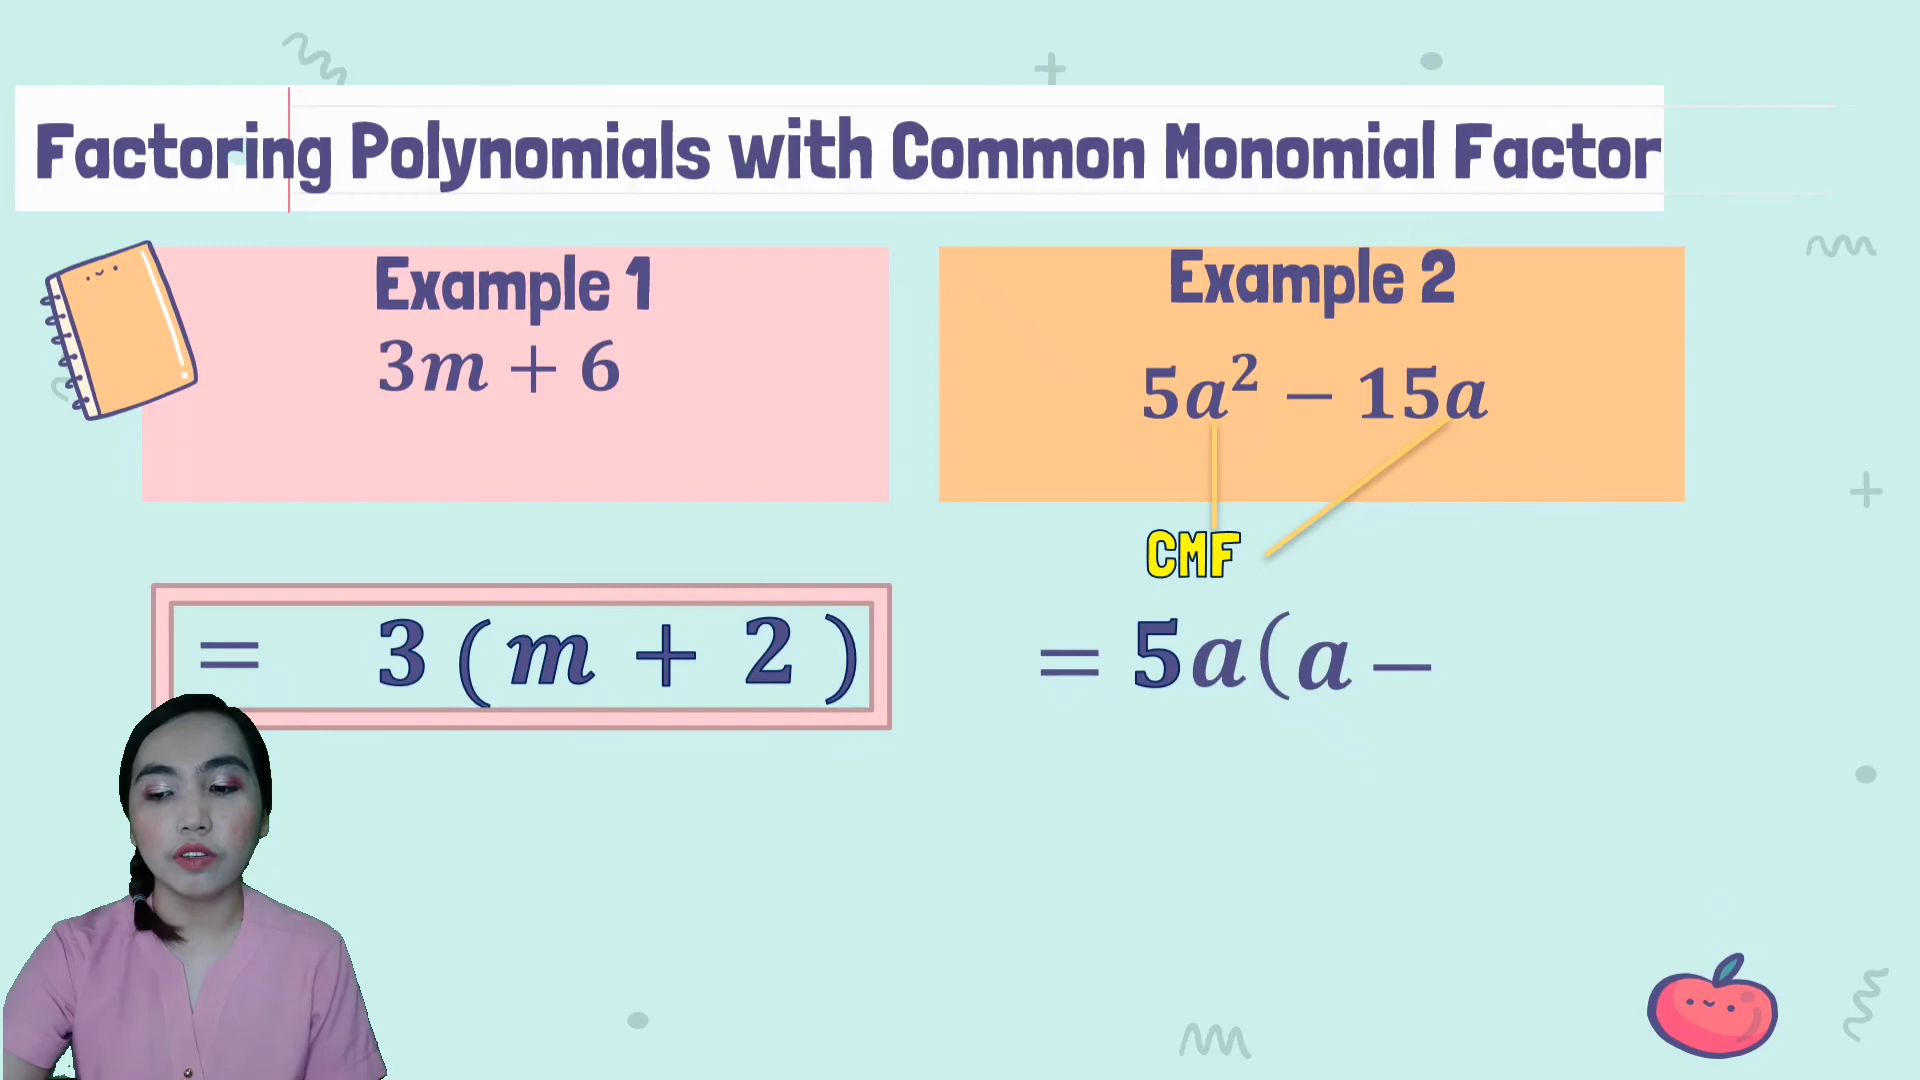 Factoring Polynomials with Common Monomial Factor
Example 1
3m + 6
= 3 ( m + 2 )
Example 2
5a² − 15a
CMF
= 5a(a −